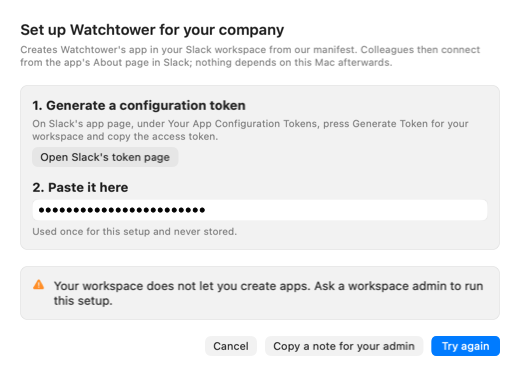 Set up Watchtower for your company
Creates Watchtower's app in your Slack workspace from our manifest. Colleagues then connect
from the app's About page in Slack; nothing depends on this Mac afterwards.
1. Generate a configuration token
On Slack's app page, under Your App Configuration Tokens, press Generate Token for your
workspace and copy the access token.
Open Slack's token page
2. Paste it here
••••••••••••••••••••••••
Used once for this setup and never stored.
Your workspace does not let you create apps. Ask a workspace admin to run
this setup.
Cancel
Copy a note for your admin
Try again